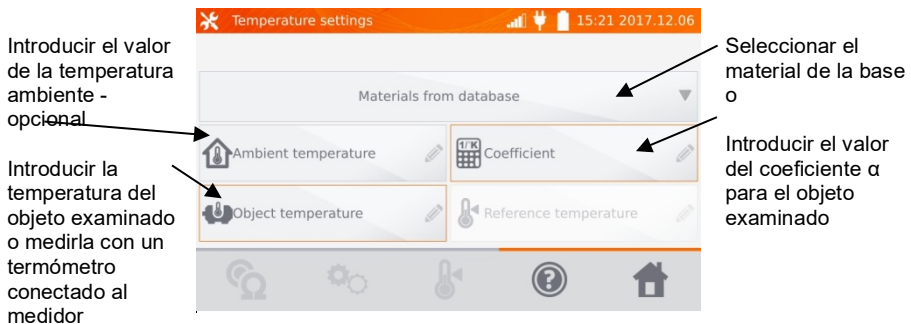 Temperature settings
15:21 2017.12.06
Introducir el valor
de la temperatura
ambiente -
opcional
Introducir la
temperatura del
objeto examinado
o medirla con un
termómetro
conectado al
medidor
Materials from database
Ambient temperature
1/K
Coefficient
Object temperature
Reference temperature
Seleccionar el
material de la base
o
Introducir el valor
del coeficiente α
para el objeto
examinado